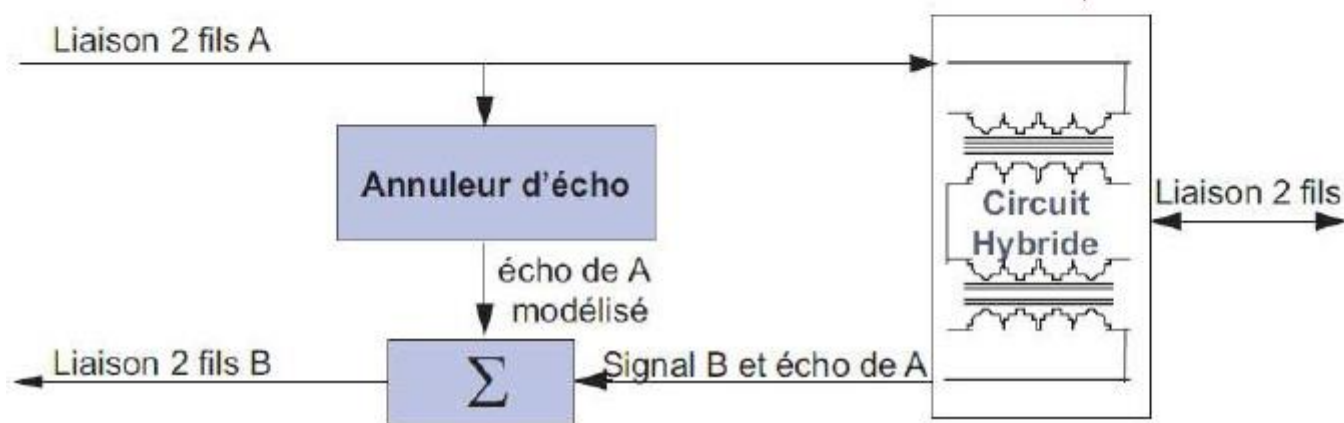 Liaison 2 fils A
Annuleur d'écho
Circuit
Hybride
Liaison 2 fils
écho de A
modélisé
Liaison 2 fils B
Σ
Signal B et écho de A